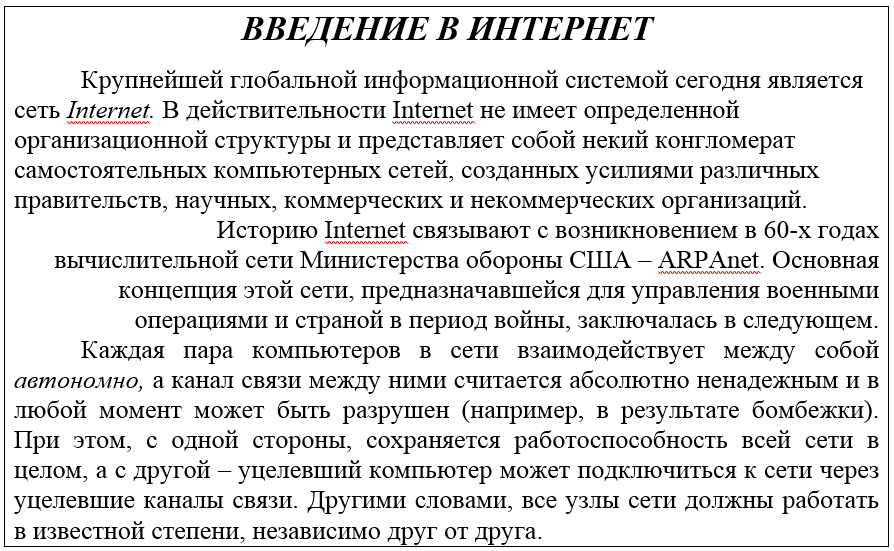 ВВЕДЕНИЕ В ИНТЕРНЕТ
Крупнейшей глобальной информационной системой сегодня является
сеть Internet. В действительности Internet не имеет определенной
организационной структуры и представляет собой некий конгломерат
самостоятельных компьютерных сетей, созданных усилиями различных
правительств, научных, коммерческих и некоммерческих организаций.
Историю Internet связывают с возникновением в 60-х годах
вычислительной сети Министерства обороны США – ARPAnet. Основная
концепция этой сети, предназначавшейся для управления военными
операциями и страной в период войны, заключалась в следующем.
Каждая пара компьютеров в сети взаимодействует между собой
автономно, а канал связи между ними считается абсолютно ненадежным и в
любой момент может быть разрушен (например, в результате бомбежки).
При этом, с одной стороны, сохраняется работоспособность всей сети в
целом, а с другой – уцелевший компьютер может подключиться к сети через
уцелевшие каналы связи. Другими словами, все узлы сети должны работать
в известной степени, независимо друг от друга.